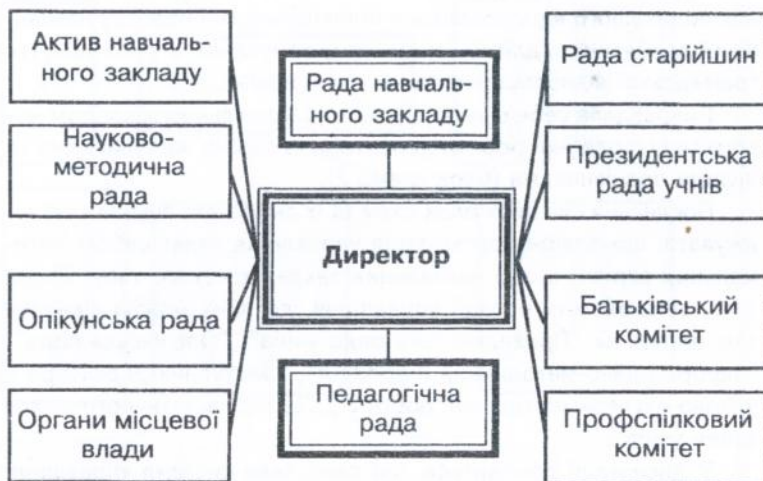 Актив навчаль-
ного закладу
Науково-
методична
рада
Опікунська рада
Органи місцевої
влади
Рада навчаль-
ного закладу
Директор
Педагогічна
рада
Рада старійшин
Президентська
рада учнів
Батьківський
комітет
Профспілковий
комітет